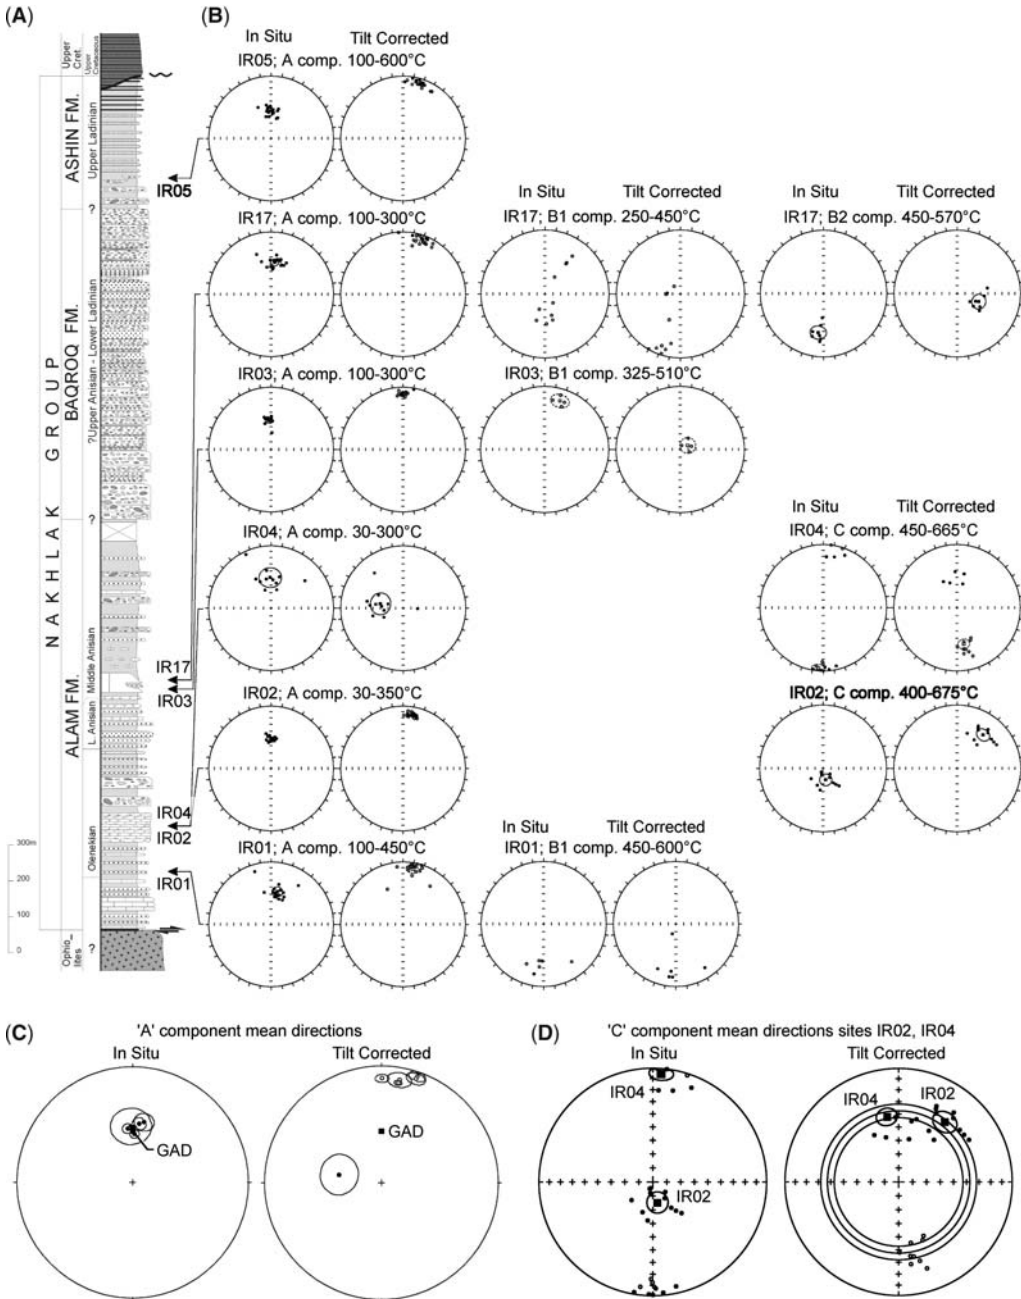 (A)
(B)
Upper Cret.
Upper Cretaceous
ASHIN FM.
Upper Ladinian
?
BAQROQ FM.
?Upper Anisian - Lower Ladinian
?
NAKHLAK GROUP
ALAM FM.
Middle Anisian
L. Anisian
Olenekian
?
Ophio_
lites
300m
200
100
0
IR05
IR17
IR03
IR04
IR02
IR01
In Situ Tilt Corrected
IR05; A comp. 100-600°C
In Situ Tilt Corrected In Situ Tilt Corrected
IR17; A comp. 100-300°C IR17; B1 comp. 250-450°C IR17; B2 comp. 450-570°C
IR03; A comp. 100-300°C IR03; B1 comp. 325-510°C
In Situ Tilt Corrected
IR04; A comp. 30-300°C IR04; C comp. 450-665°C
IR02; A comp. 30-350°C IR02; C comp. 400-675°C
In Situ Tilt Corrected
IR01; A comp. 100-450°C IR01; B1 comp. 450-600°C
(C) 'A' component mean directions
In Situ Tilt Corrected
GAD
GAD
(D) 'C' component mean directions sites IR02, IR04
In Situ Tilt Corrected
IR04
IR02
IR04
IR02